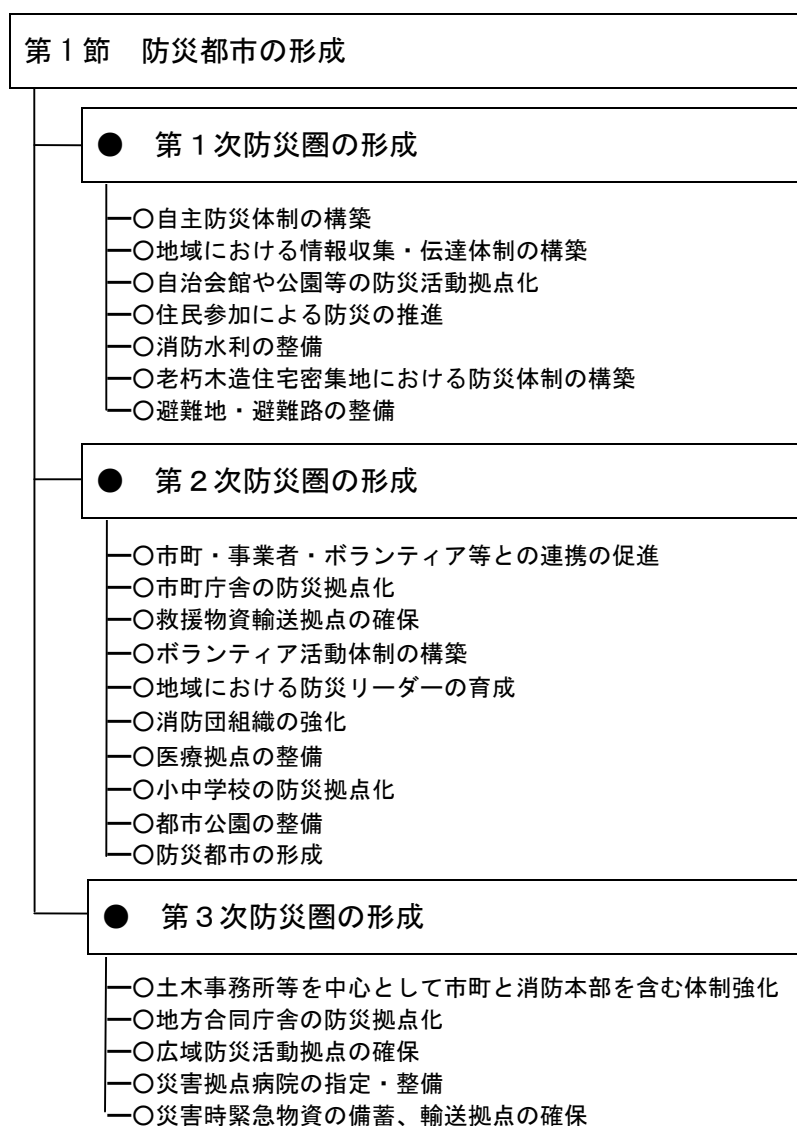 第1節　防災都市の形成
●　第1次防災圏の形成
○自主防災体制の構築
○地域における情報収集・伝達体制の構築
○自治会館や公園等の防災活動拠点化
○住民参加による防災の推進
○消防水利の整備
○老朽木造住宅密集地における防災体制の構築
○避難地・避難路の整備
●　第2次防災圏の形成
○市町・事業者・ボランティア等との連携の促進
○市町庁舎の防災拠点化
○救援物資輸送拠点の確保
○ボランティア活動体制の構築
○地域における防災リーダーの育成
○消防団組織の強化
○医療拠点の整備
○小中学校の防災拠点化
○都市公園の整備
○防災都市の形成
●　第3次防災圏の形成
○土木事務所等を中心として市町と消防本部を含む体制強化
○地方合同庁舎の防災拠点化
○広域防災活動拠点の確保
○災害拠点病院の指定・整備
○災害時緊急物資の備蓄、輸送拠点の確保